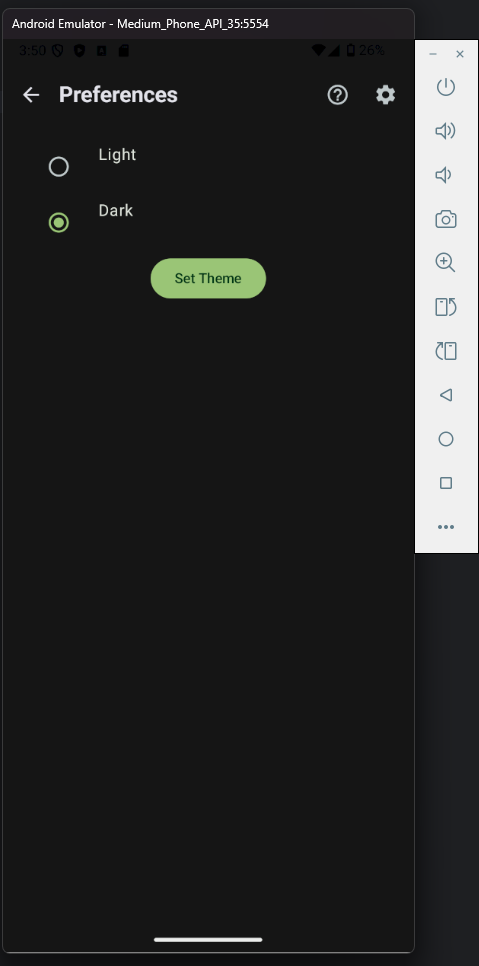 Android Emulator - Medium_Phone_API_35:5554
3:50 26%
Preferences
Light
Dark
Set Theme